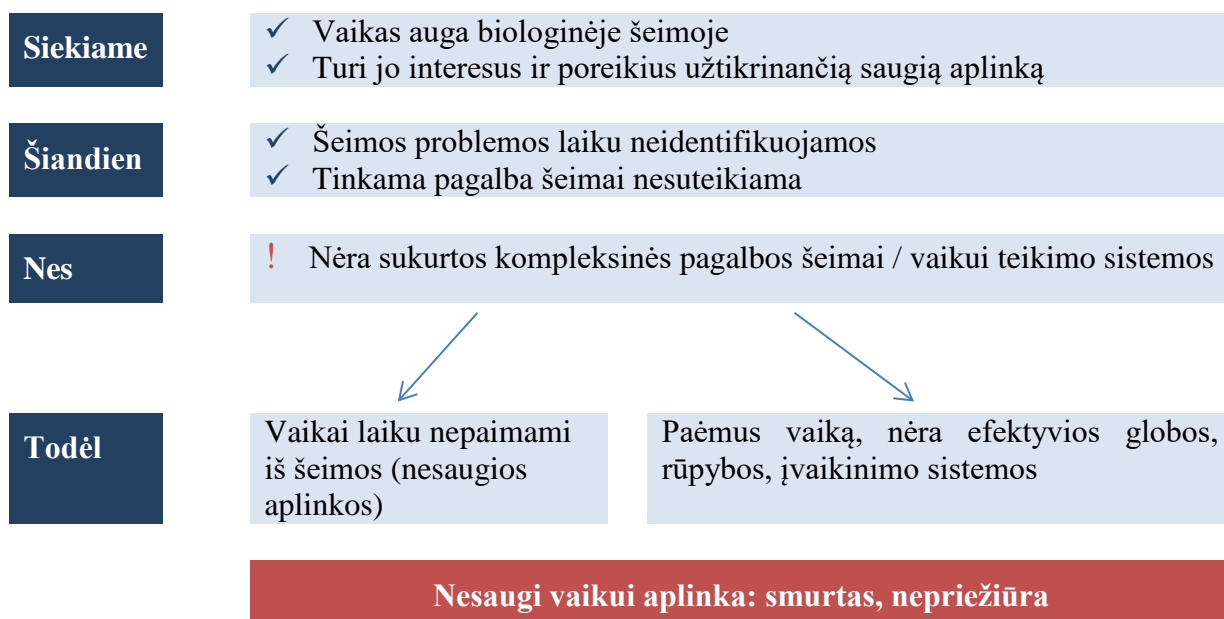 Siekiame
✓ Vaikas auga biologinėje šeimoje
✓ Turi jo interesus ir poreikius užtikrinančią saugią aplinką
Šiandien
✓ Šeimos problemos laiku neidentifikuojamos
✓ Tinkama pagalba šeimai nesuteikiama
Nes
! Nėra sukurtos kompleksinės pagalbos šeimai / vaikui teikimo sistemos
Todėl
Vaikai laiku nepaimami
iš šeimos (nesaugios
aplinkos)
Paėmus vaiką, nėra efektyvios globos,
rūpybos, įvaikinimo sistemos
Nesaugi vaikui aplinka: smurtas, nepriežiūra